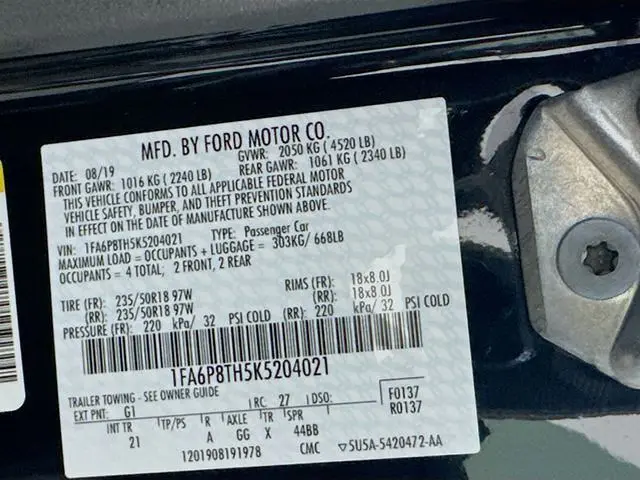 MFD. BY FORD MOTOR CO.
DATE: 08/19 GVWR: 2050 KG ( 4520 LB)
FRONT GAWR: 1016 KG ( 2240 LB) REAR GAWR: 1061 KG ( 2340 LB)
THIS VEHICLE CONFORMS TO ALL APPLICABLE FEDERAL MOTOR
VEHICLE SAFETY, BUMPER, AND THEFT PREVENTION STANDARDS
IN EFFECT ON THE DATE OF MANUFACTURE SHOWN ABOVE.
VIN: 1FA6P8TH5K5204021 TYPE: Passenger Car
MAXIMUM LOAD = OCCUPANTS + LUGGAGE = 303KG/ 668LB
OCCUPANTS = 4 TOTAL; 2 FRONT, 2 REAR
TIRE (FR): 235/50R18 97W RIMS (FR): 18x8.0J
(RR): 235/50R18 97W (RR): 18x8.0J
PRESSURE (FR): 220 kPa/ 32 PSI COLD (RR): 220 kPa/ 32 PSI COLD
1FA6P8TH5K5204021
TRAILER TOWING - SEE OWNER GUIDE F0137
EXT PNT: G1 RC: 27 DSO: R0137
INT TR TP/PS R AXLE TR SPR
21 A GG X 44BB
1201908191978 CMC 5U5A-5420472-AA